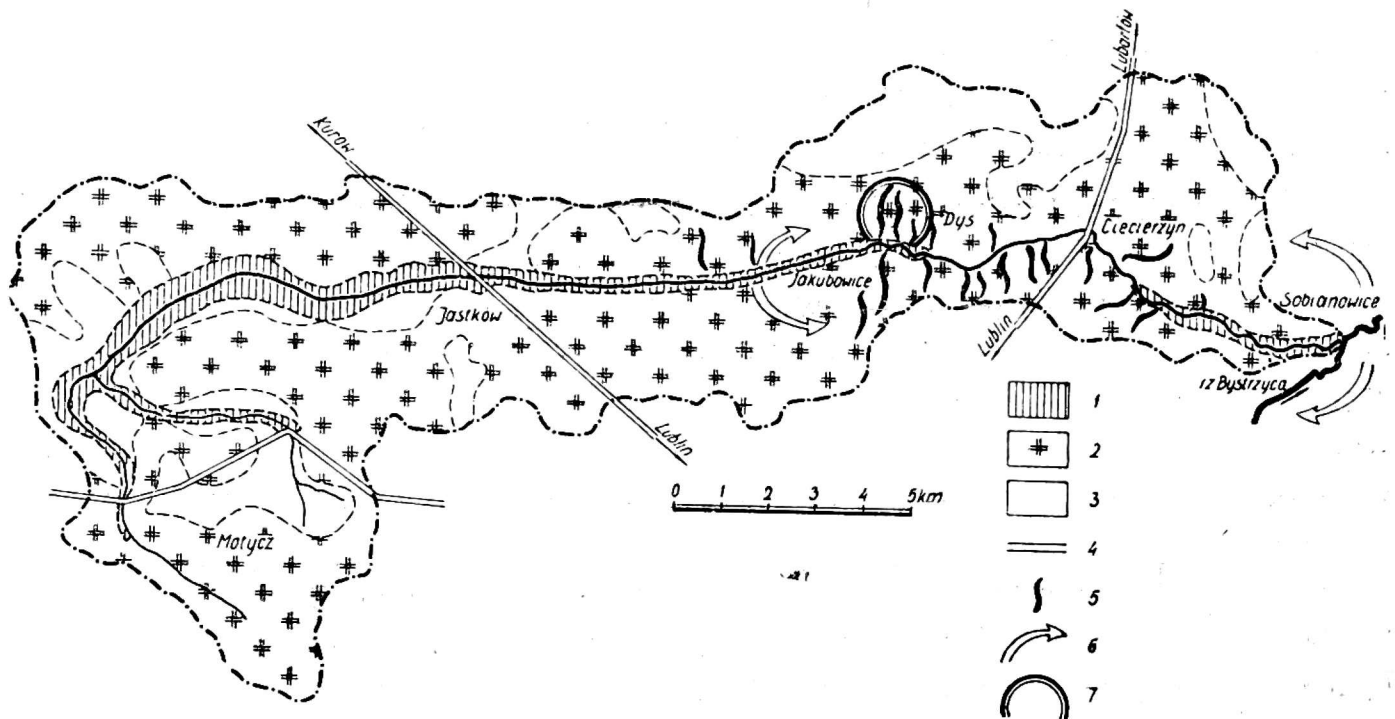 Lubartów
Kurów
Dys
Ciecierzyn
Jakubowice
Sobianowice
Jastków
Lublin
rz Bystrzyca
Lublin
Motycz
0 1 2 3 4 5km
1
2
3
4
5
6
7